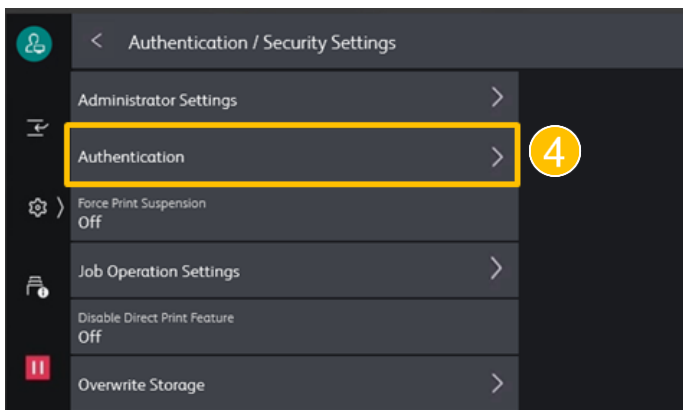 < Authentication / Security Settings
Administrator Settings >
Authentication >
4
Force Print Suspension
Off
Job Operation Settings >
Disable Direct Print Feature
Off
Overwrite Storage >